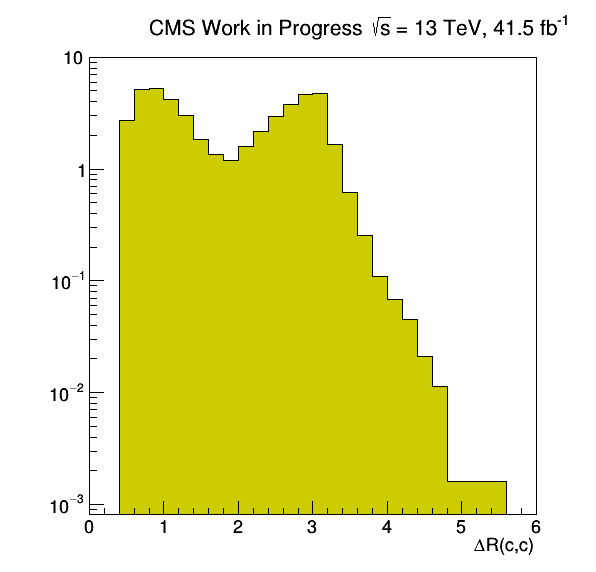 CMS Work in Progress √s = 13 TeV, 41.5 fb⁻¹
10
1
10⁻¹
10⁻²
10⁻³
0 1 2 3 4 5 6
ΔR(c,c)